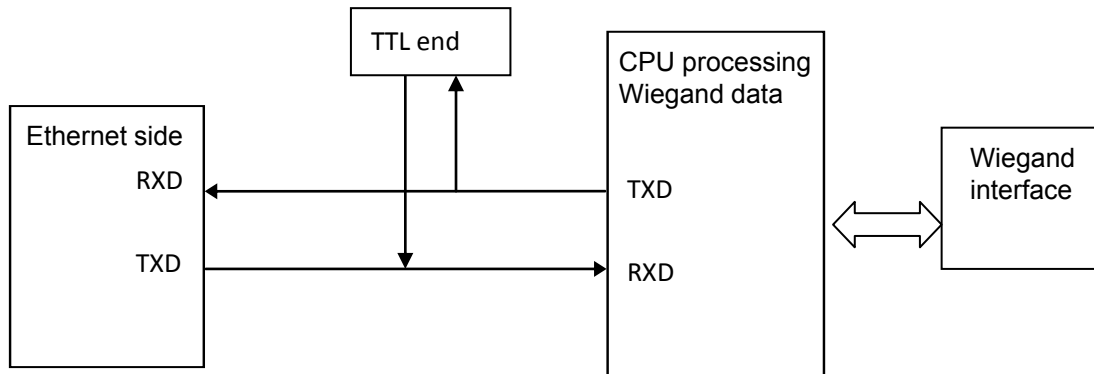 TTL end
CPU processing
Wiegand data
Ethernet side
RXD
TXD
TXD
RXD
Wiegand
interface